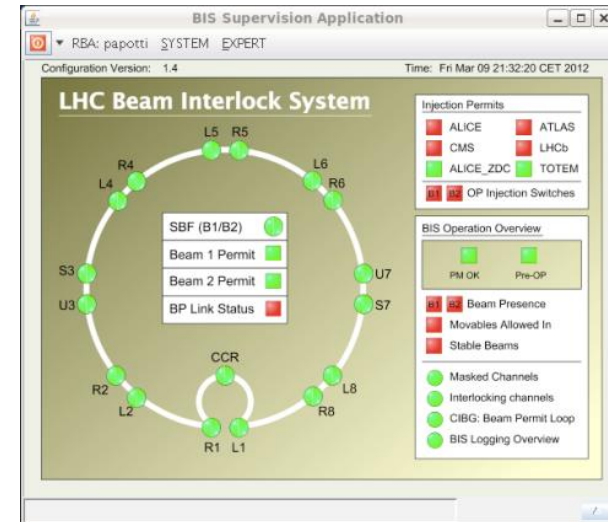 BIS Supervision Application
RBA: papotti SYSTEM EXPERT
Configuration Version: 1.4 Time: Fri Mar 09 21:32:20 CET 2012
LHC Beam Interlock System
L5 R5
R4 L6
L4 R6
S3 U7
U3 S7
R2 L8
L2 R8
CCR
R1 L1
SBF (B1/B2)
Beam 1 Permit
Beam 2 Permit
BP Link Status
Injection Permits
ALICE ATLAS
CMS LHCb
ALICE_ZDC TOTEM
B1 B2 OP Injection Switches
BIS Operation Overview
PM OK Pre-OP
B1 B2 Beam Presence
Movables Allowed In
Stable Beams
Masked Channels
Interlocking channels
CIBG: Beam Permit Loop
BIS Logging Overview